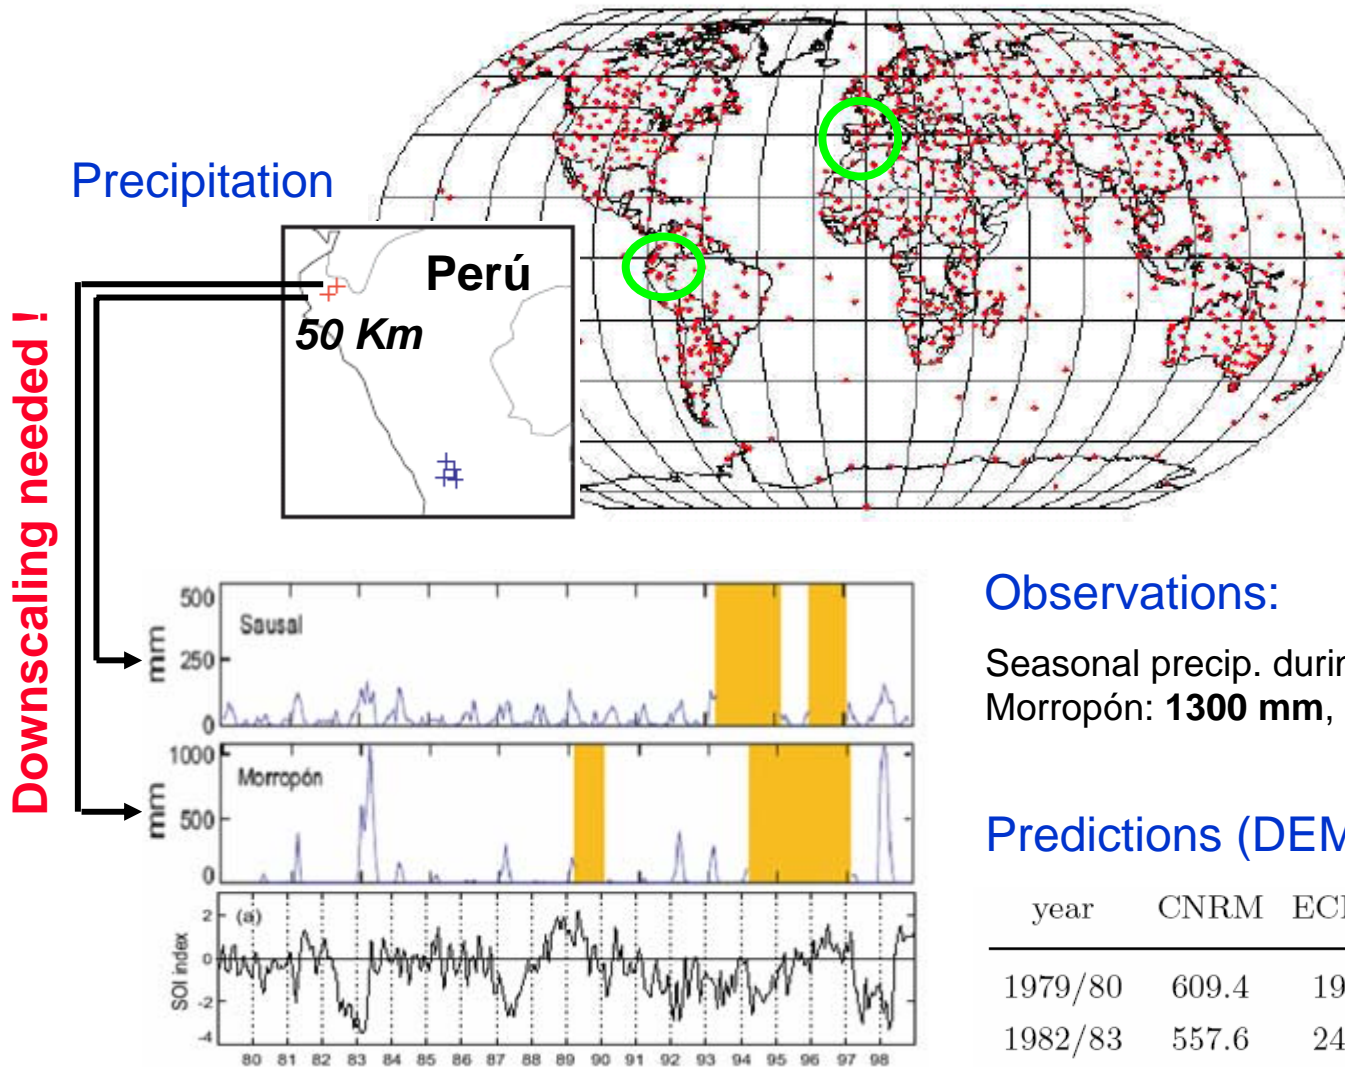 Precipitation
Perú
50 Km
Downscaling needed !
500
250
0
mm
Sausal
1000
500
0
mm
Morropón
2
0
-2
-4
SOI index
(a)
80 81 82 83 84 85 86 87 88 89 90 91 92 93 94 95 96 97 98
Observations:
Seasonal precip. durin
Morropón: 1300 mm,
Predictions (DEM
year CNRM EC
1979/80 609.4 19
1982/83 557.6 24